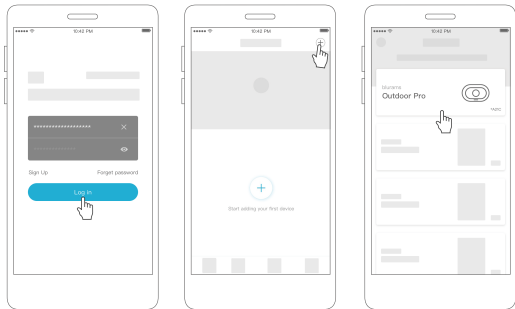 10:42 PM
*******************
Sign Up
Forget password
Log in
10:42 PM
Start adding your first device
10:42 PM
blurams
Outdoor Pro